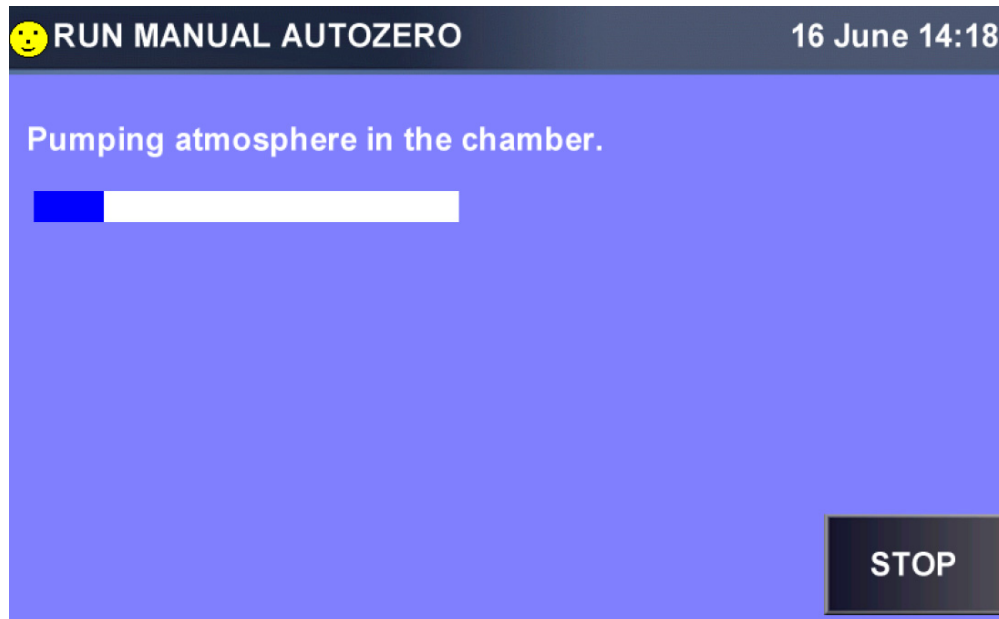 RUN MANUAL AUTOZERO 16 June 14:18
Pumping atmosphere in the chamber.
STOP